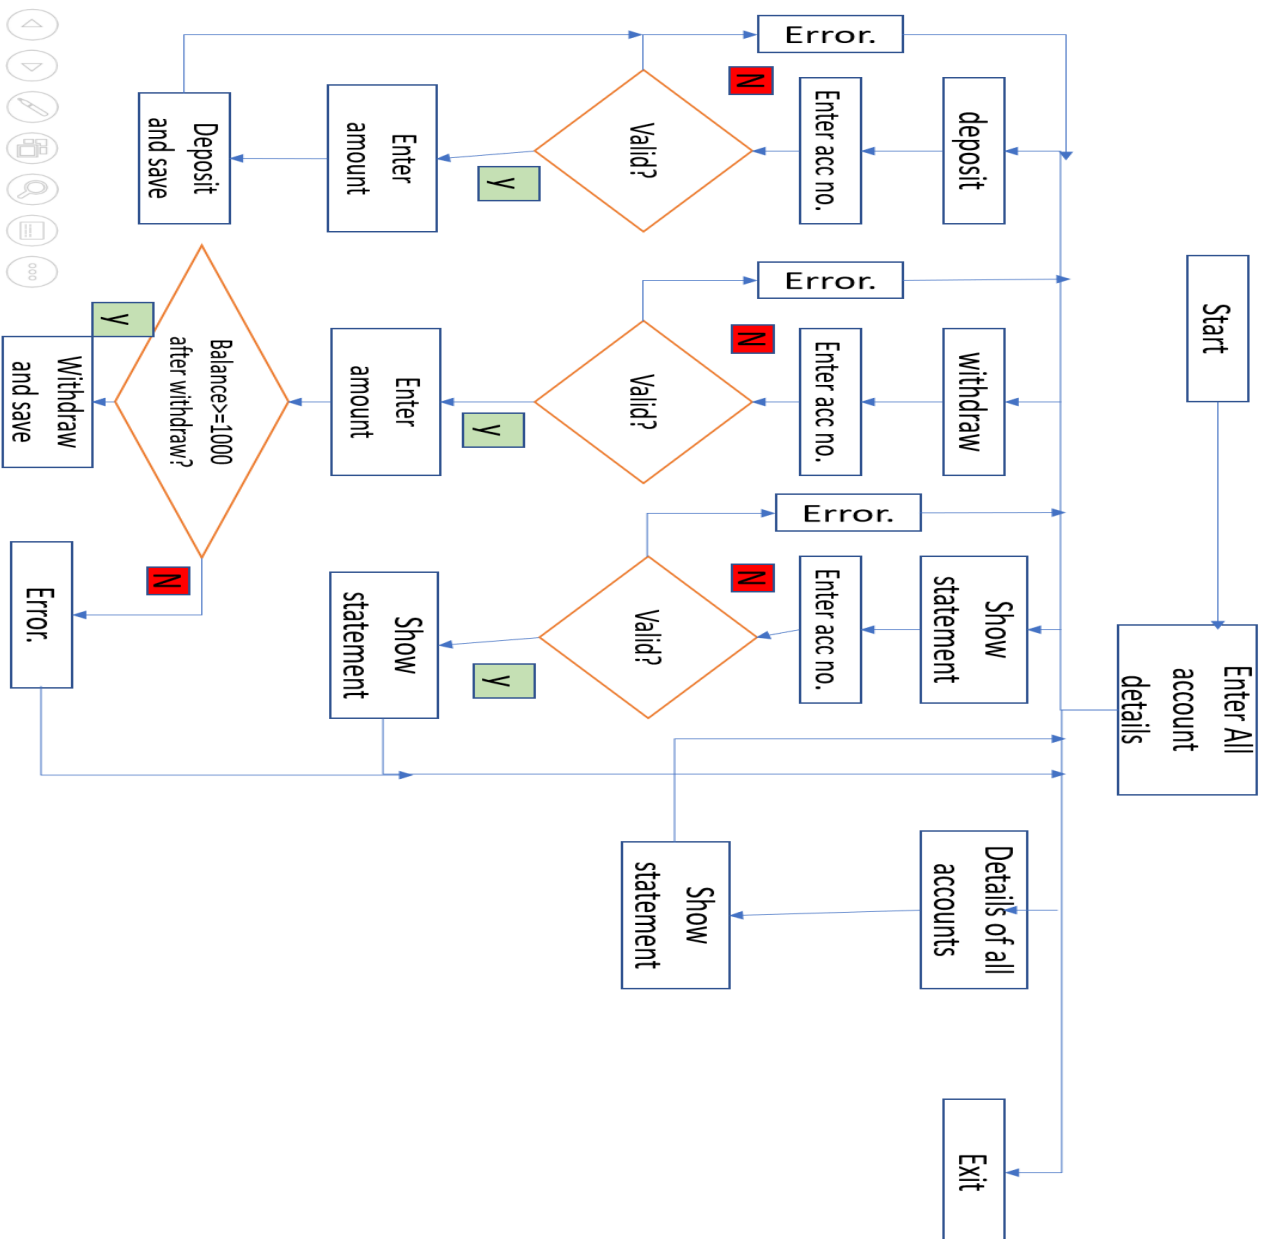 Start
Enter All
account
details
deposit
Enter acc no.
Error.
N
Valid?
y
Enter
amount
Deposit
and save
withdraw
Enter acc no.
Error.
N
Valid?
y
Enter
amount
Balance>=1000
after withdraw?
y
Withdraw
and save
N
Error.
Show
statement
Enter acc no.
Error.
N
Valid?
y
Show
statement
Details of all
accounts
Show
statement
Exit